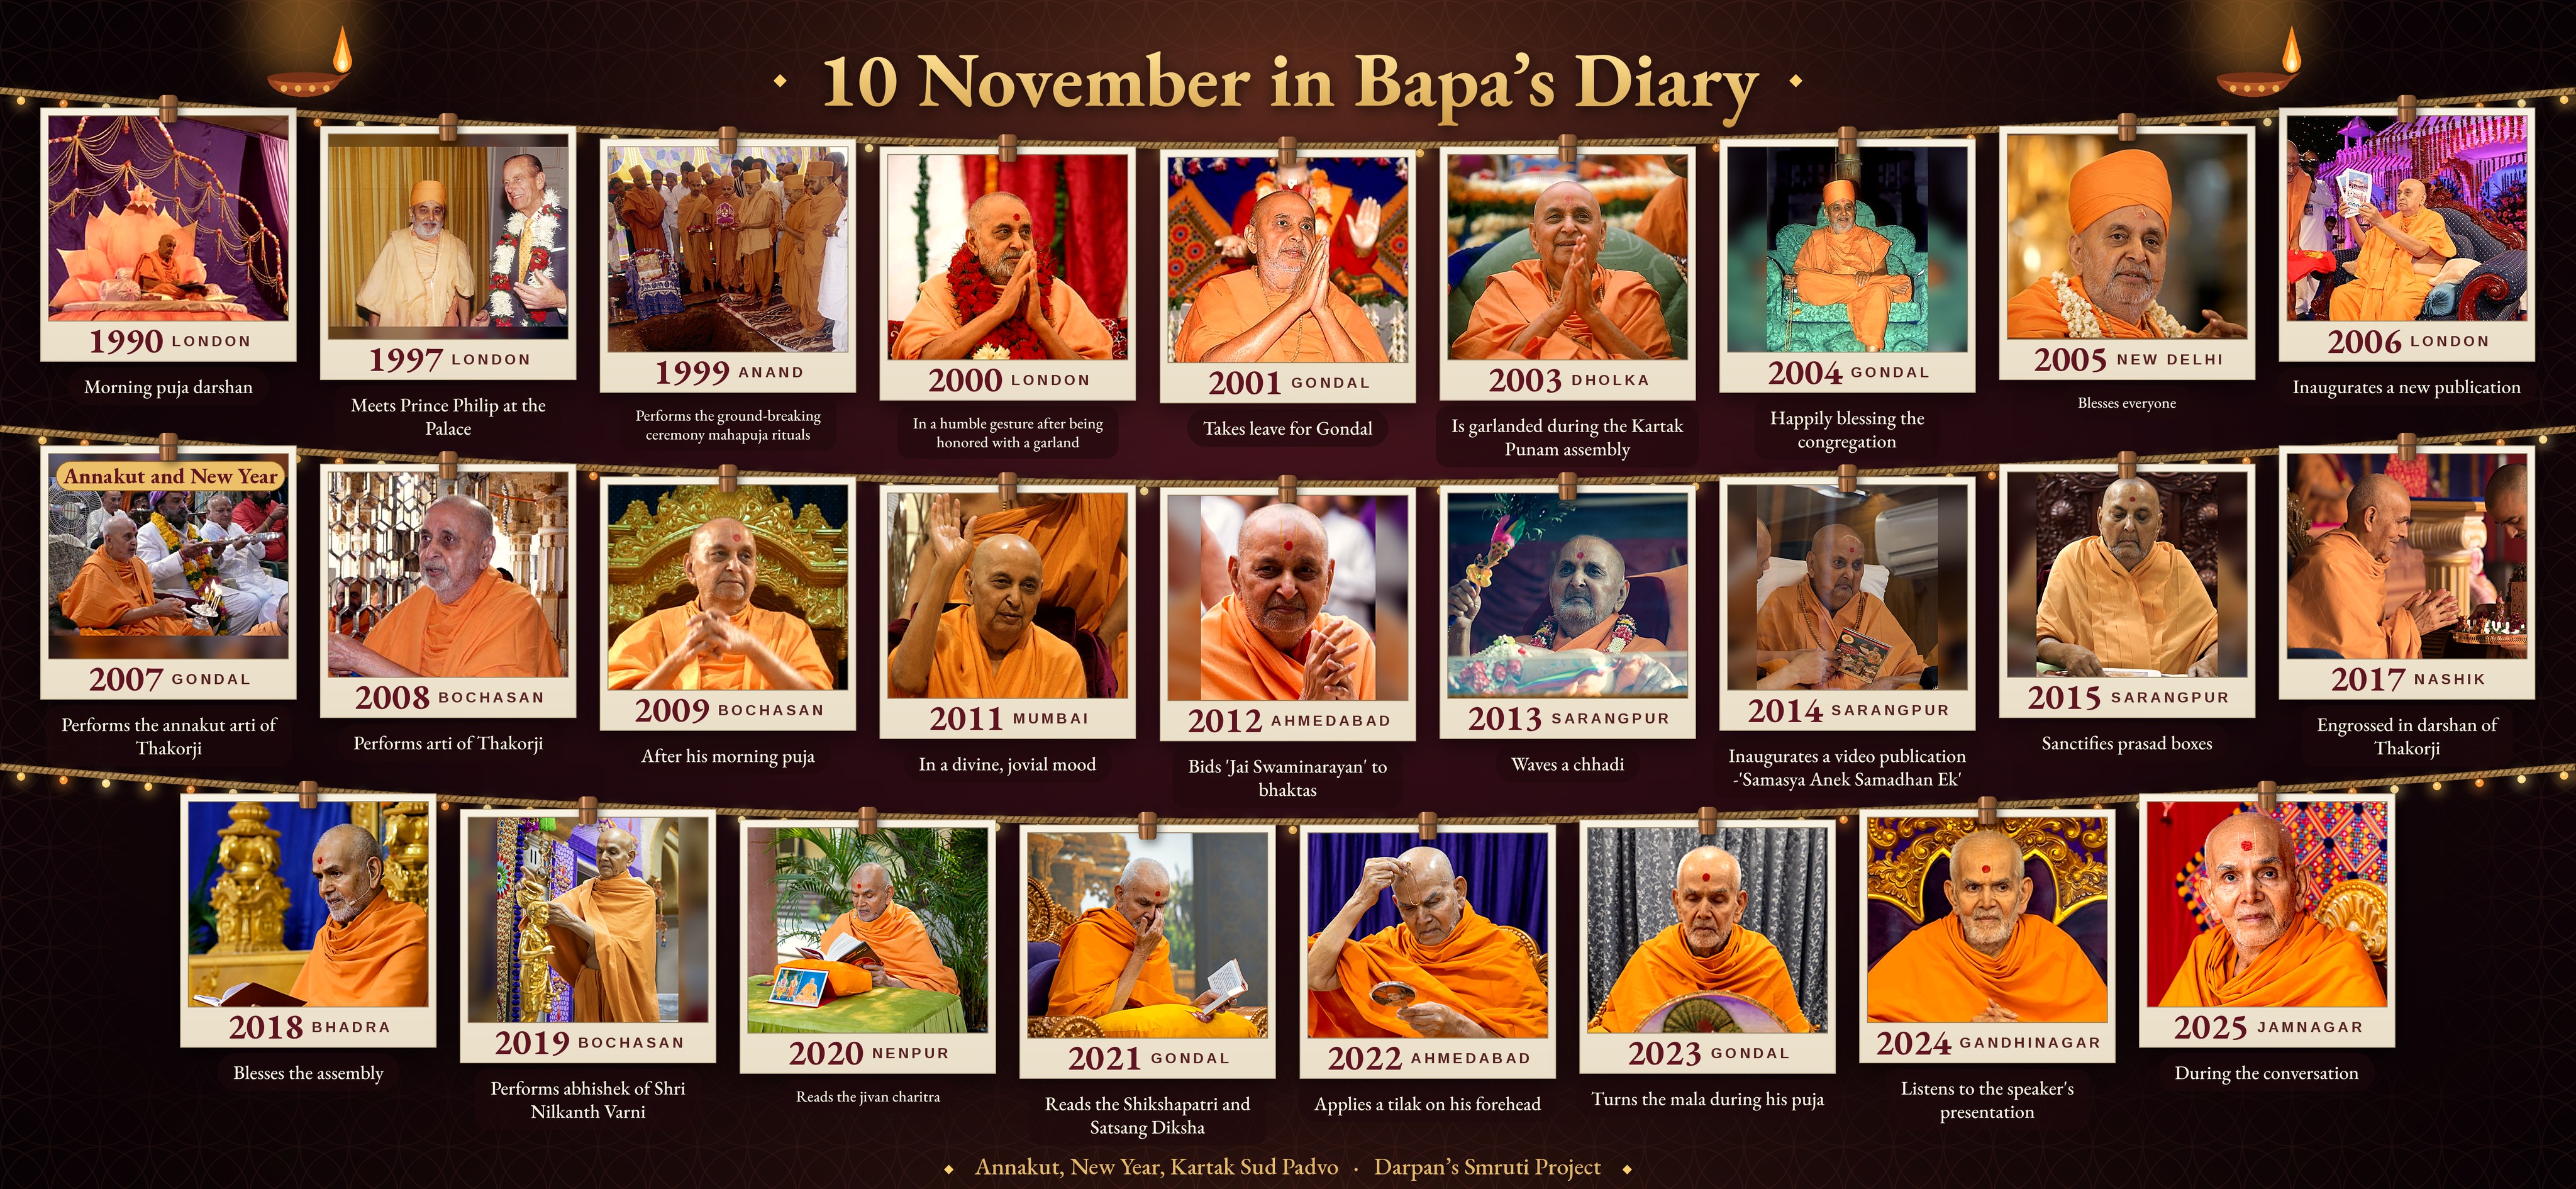 10 November in Bapa’s Diary
1990 LONDON
Morning puja darshan
1997 LONDON
Meets Prince Philip at the
Palace
1999 ANAND
Performs the ground-breaking
ceremony mahapuja rituals
2000 LONDON
In a humble gesture after being
honored with a garland
2001 GONDAL
Takes leave for Gondal
2003 DHOLKA
Is garlanded during the Kartak
Punam assembly
2004 GONDAL
Happily blessing the
congregation
2005 NEW DELHI
Blesses everyone
2006 LONDON
Inaugurates a new publication
Annakut and New Year
2007 GONDAL
Performs the annakut arti of
Thakorji
2008 BOCHASAN
Performs arti of Thakorji
2009 BOCHASAN
After his morning puja
2011 MUMBAI
In a divine, jovial mood
2012 AHMEDABAD
Bids 'Jai Swaminarayan' to
bhaktas
2013 SARANGPUR
Waves a chhadi
2014 SARANGPUR
Inaugurates a video publication
-'Samasya Anek Samadhan Ek'
2015 SARANGPUR
Sanctifies prasad boxes
2017 NASHIK
Engrossed in darshan of
Thakorji
2018 BHADRA
Blesses the assembly
2019 BOCHASAN
Performs abhishek of Shri
Nilkanth Varni
2020 NENPUR
Reads the jivan charitra
2021 GONDAL
Reads the Shikshapatri and
Satsang Diksha
2022 AHMEDABAD
Applies a tilak on his forehead
2023 GONDAL
Turns the mala during his puja
2024 GANDHINAGAR
Listens to the speaker's
presentation
2025 JAMNAGAR
During the conversation
Annakut, New Year, Kartak Sud Padvo · Darpan’s Smruti Project